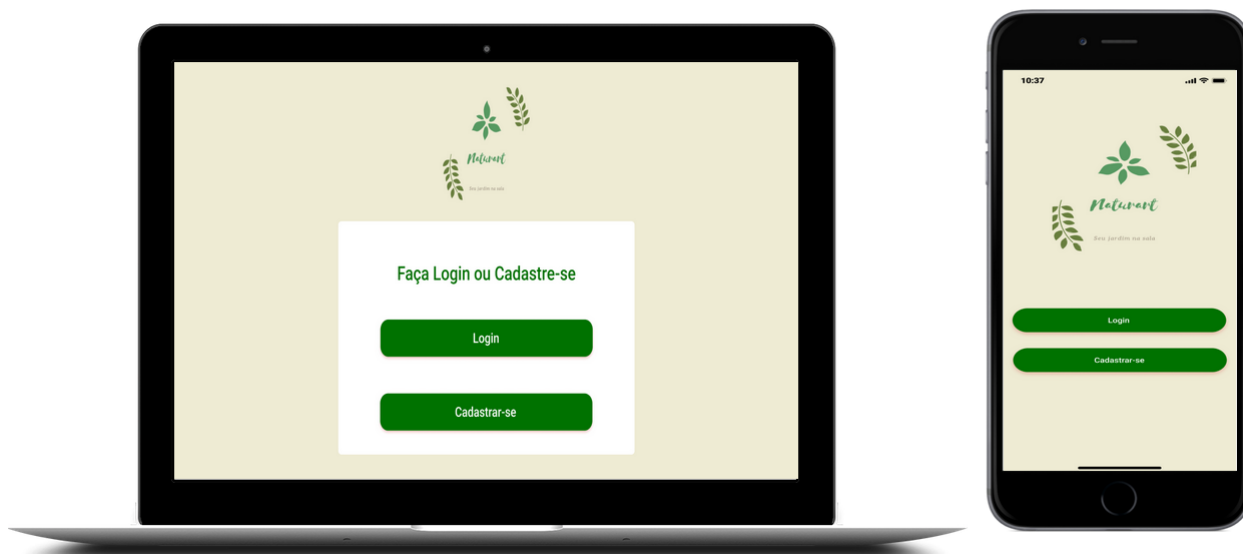 Naturart
Seu jardim na sala
Faça Login ou Cadastre-se
Login
Cadastrar-se
10:37
Naturart
Seu jardim na sala
Login
Cadastrar-se